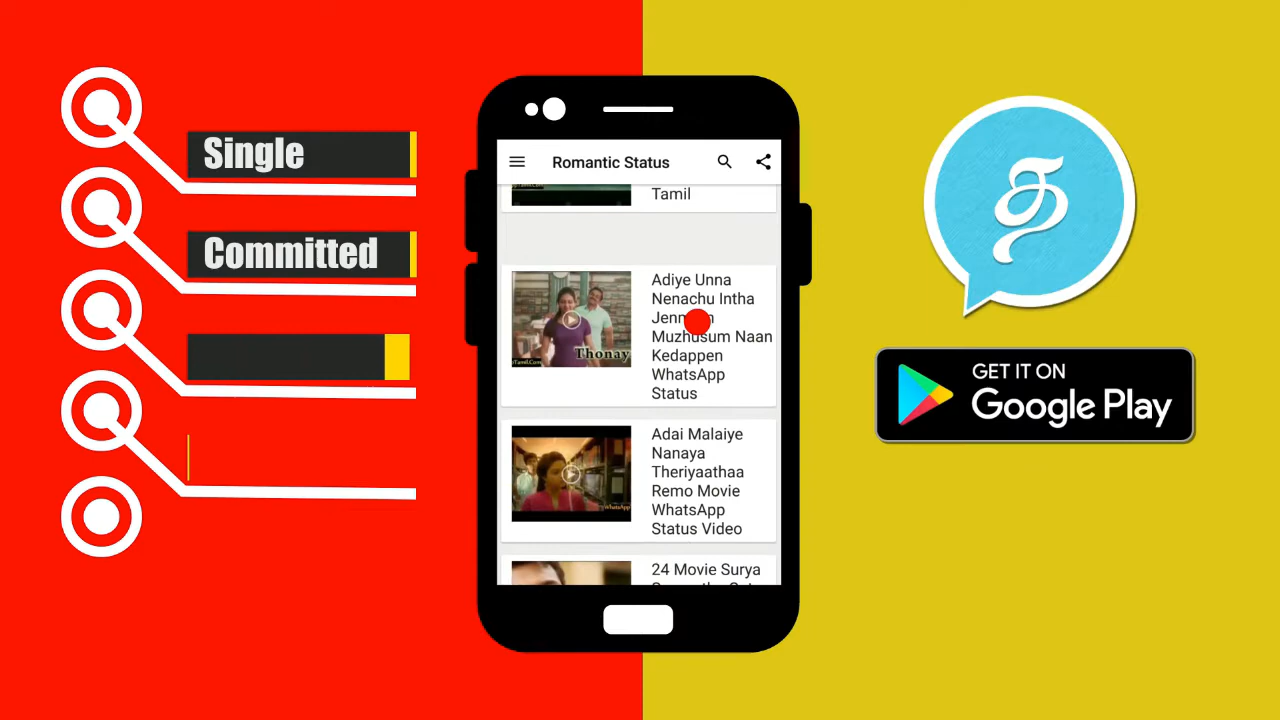 Single
Committed
Romantic Status
Tamil
Adiye Unna
Nenachu Intha
Muzhusum Naan
Kedappen
WhatsApp
Status
Thonay
Adai Malaiye
Nanaya
Theriyaathaa
Remo Movie
WhatsApp
Status Video
WhatsApp
24 Movie Surya
த
GET IT ON
Google Play